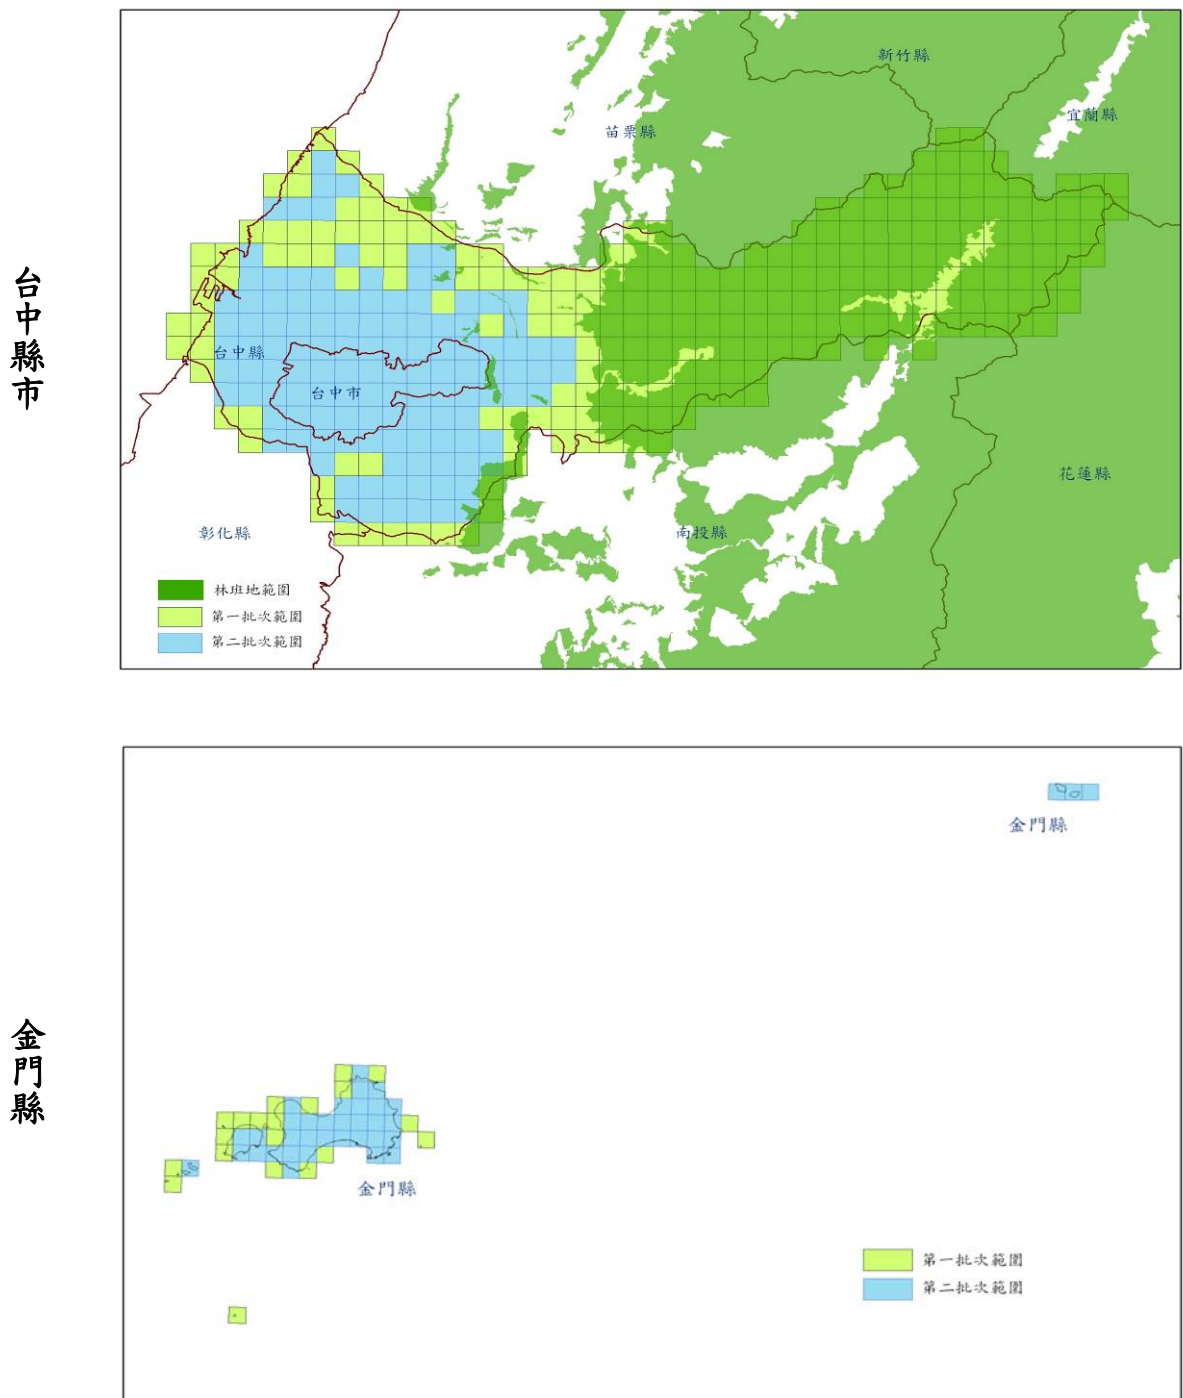 台中縣市
新竹縣
宜蘭縣
苗栗縣
台中縣
台中市
花蓮縣
彰化縣
南投縣
林班地範圍
第一批次範圍
第二批次範圍
金門縣
金門縣
金門縣
第一批次範圍
第二批次範圍